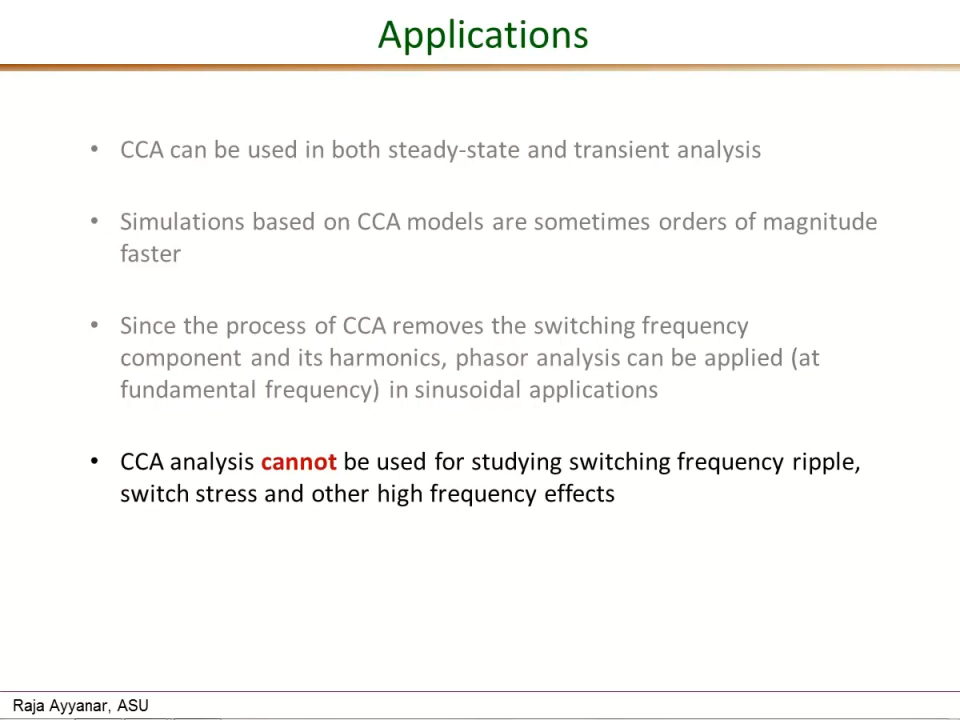 Applications
• CCA can be used in both steady-state and transient analysis
• Simulations based on CCA models are sometimes orders of magnitude
faster
• Since the process of CCA removes the switching frequency
component and its harmonics, phasor analysis can be applied (at
fundamental frequency) in sinusoidal applications
• CCA analysis cannot be used for studying switching frequency ripple,
switch stress and other high frequency effects
Raja Ayyanar, ASU